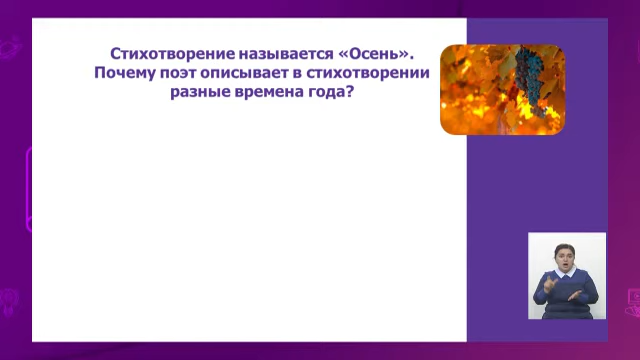 Стихотворение называется «Осень».
Почему поэт описывает в стихотворении
разные времена года?